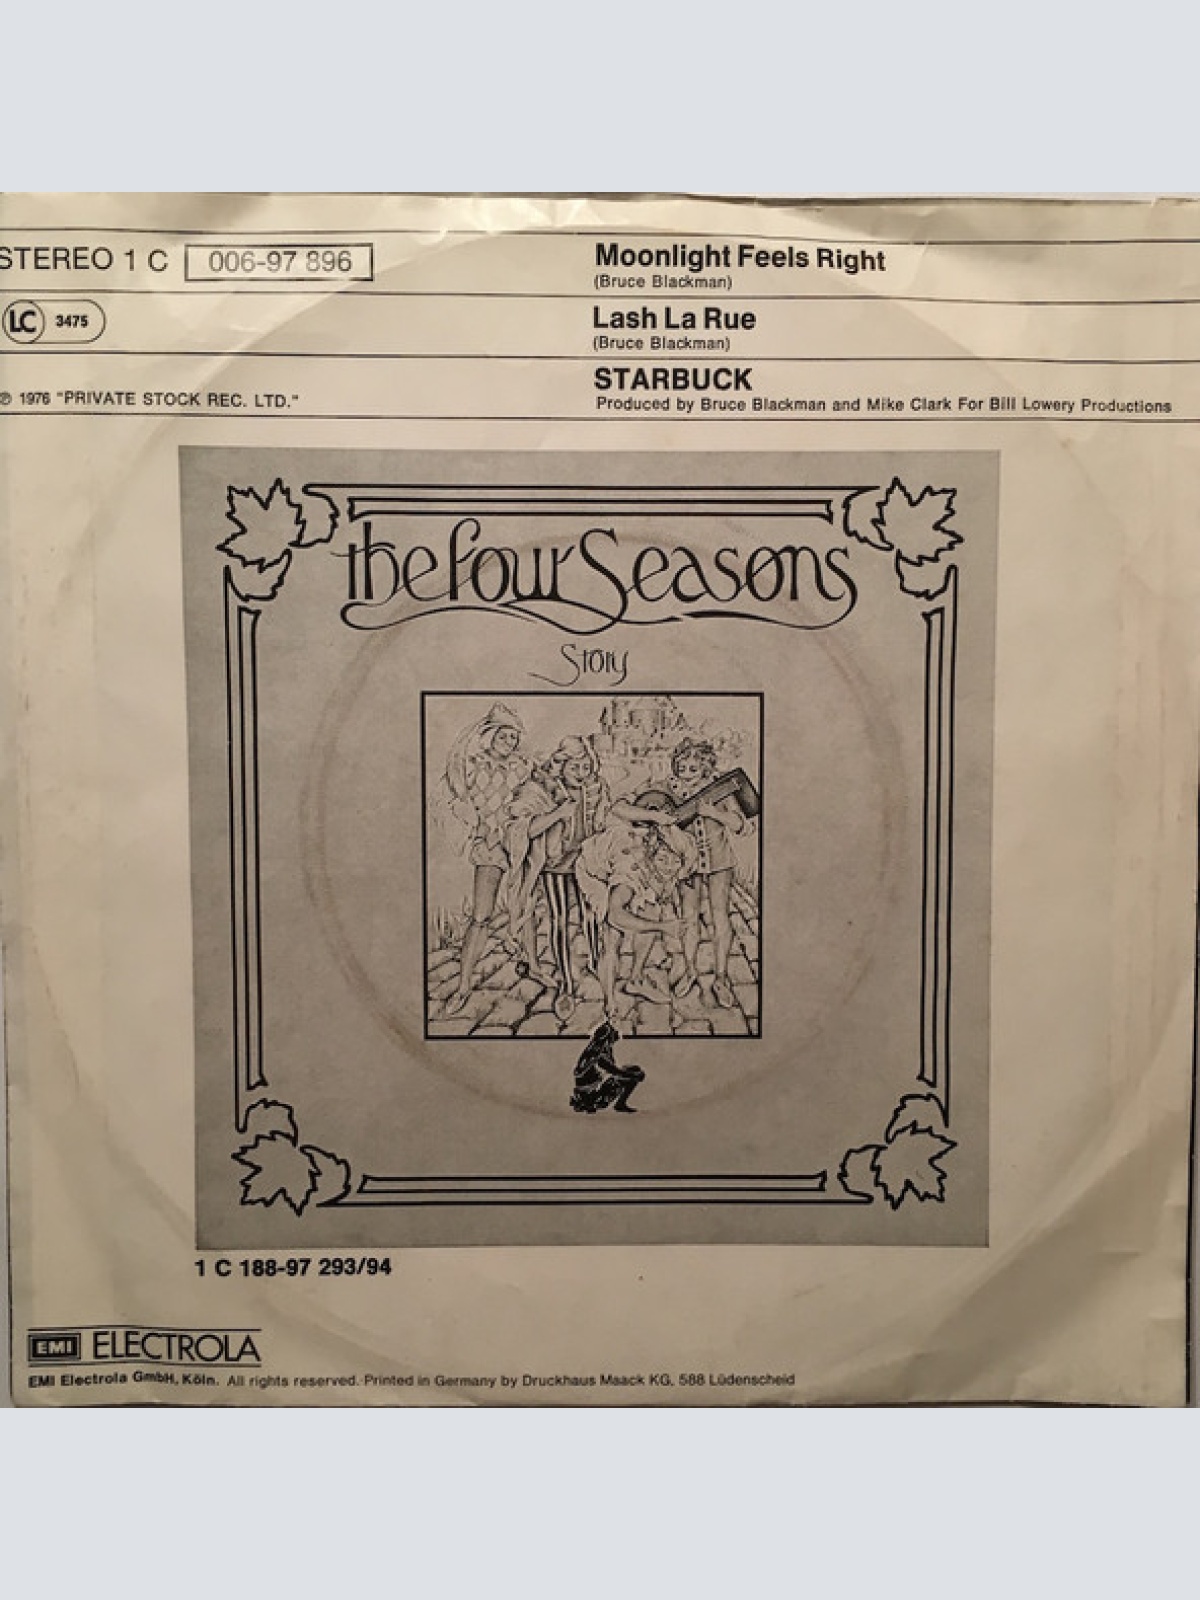 STEREO 1 C 006-97 896
Moonlight Feels Right
(Bruce Blackman)
LC 3475
Lash La Rue
(Bruce Blackman)
℗ 1976 "PRIVATE STOCK REC. LTD."
STARBUCK
Produced by Bruce Blackman and Mike Clark For Bill Lowery Productions
the Four Seasons
Story
1 C 188-97 293/94
EMI ELECTROLA
EMI Electrola GmbH, Köln. All rights reserved. Printed in Germany by Druckhaus Maack KG, 588 Lüdenscheid